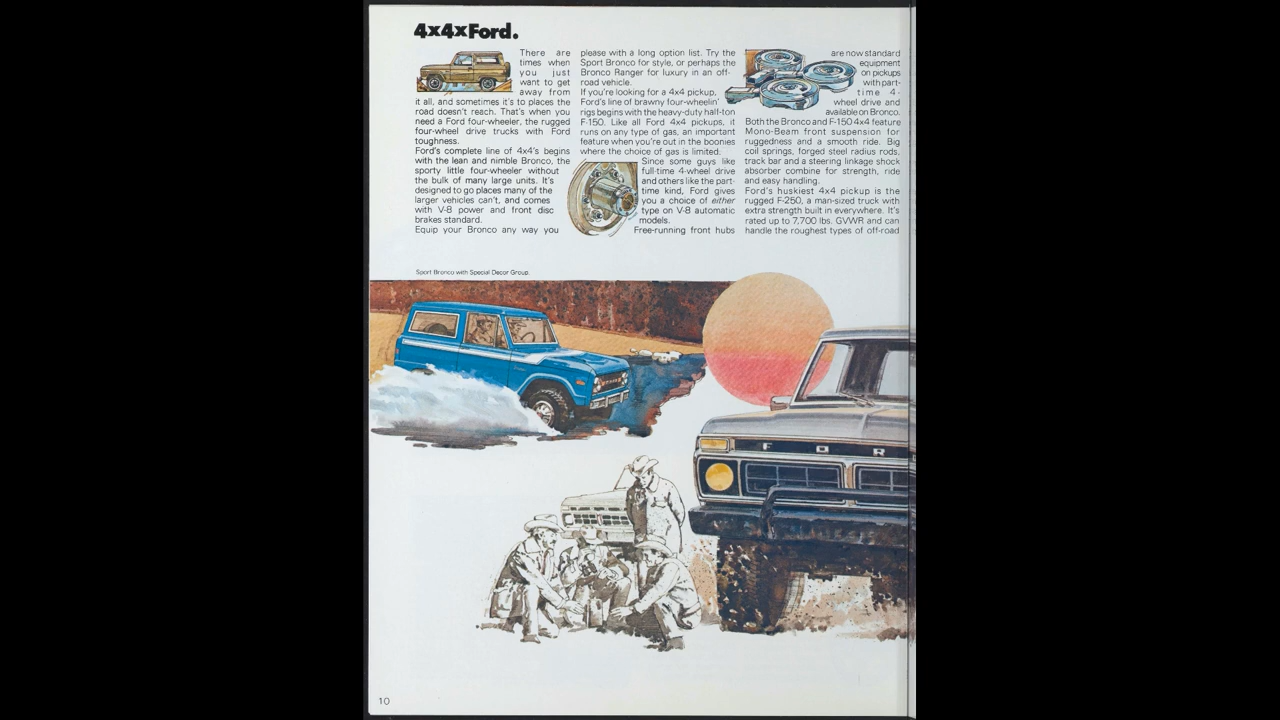 4x4xFord.
There are
times when
you just
want to get
away from
it all, and sometimes it's to places the
road doesn't reach. That's when you
need a Ford four-wheeler, the rugged
four-wheel drive trucks with Ford
toughness.
Ford's complete line of 4x4's begins
with the lean and nimble Bronco, the
sporty little four-wheeler without
the bulk of many large units. It's
designed to go places many of the
larger vehicles can't, and comes
with V-8 power and front disc
brakes standard.
Equip your Bronco any way you
please with a long option list. Try the
Sport Bronco for style, or perhaps the
Bronco Ranger for luxury in an off-
road vehicle.
If you're looking for a 4x4 pickup,
Ford's line of brawny four-wheelin'
rigs begins with the heavy-duty half-ton
F-150. Like all Ford 4x4 pickups, it
runs on any type of gas, an important
feature when you're out in the boonies
where the choice of gas is limited.
Since some guys like
full-time 4-wheel drive
and others like the part-
time kind, Ford gives
you a choice of either
type on V-8 automatic
models.
Free-running front hubs
are now standard
equipment
on pickups
with part-
time 4-
wheel drive and
available on Bronco.
Both the Bronco and F-150 4x4 feature
Mono-Beam front suspension for
ruggedness and a smooth ride. Big
coil springs, forged steel radius rods,
track bar and a steering linkage shock
absorber combine for strength, ride
and easy handling.
Ford's huskiest 4x4 pickup is the
rugged F-250, a man-sized truck with
extra strength built in everywhere. It's
rated up to 7,700 lbs. GVWR and can
handle the roughest types of off-road
Sport Bronco with Special Decor Group.
F O R
10